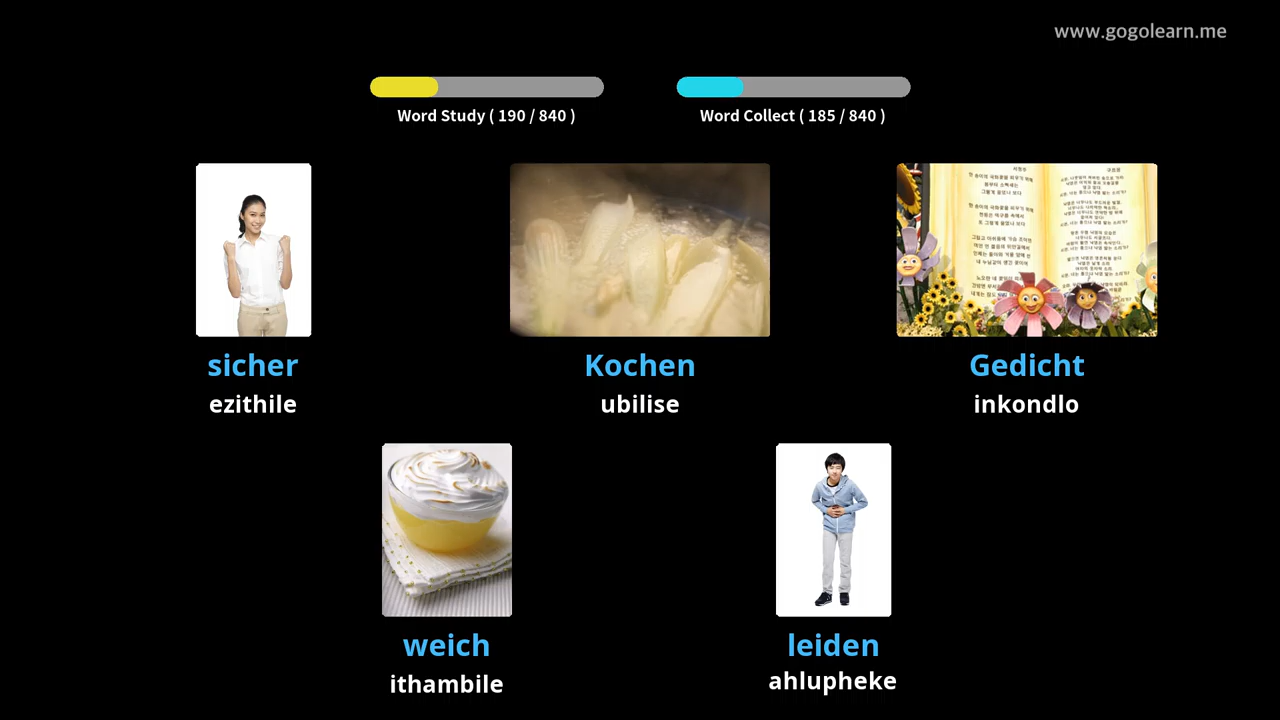 www.gogolearn.me
Word Study ( 190 / 840 )
Word Collect ( 185 / 840 )
sicher
ezithile
Kochen
ubilise
Gedicht
inkondlo
weich
ithambile
leiden
ahlupheke